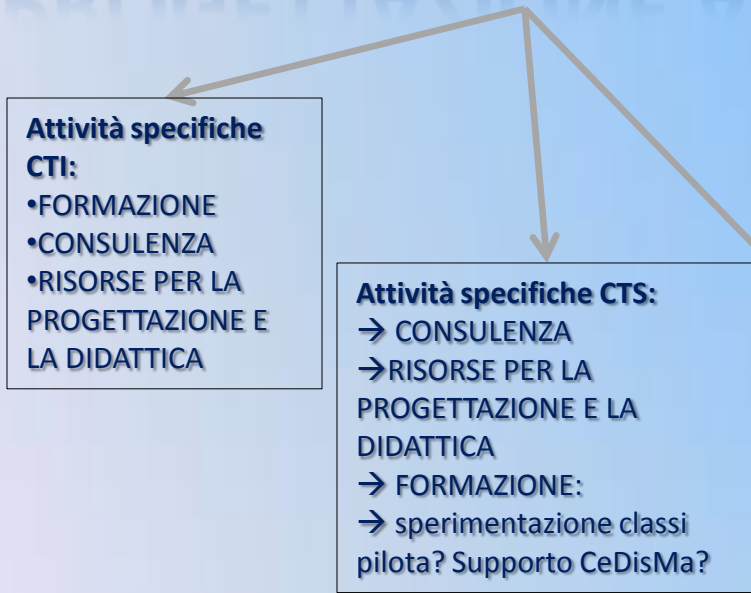 PROGETTAZIONE A
Attività specifiche
CTI:
•FORMAZIONE
•CONSULENZA
•RISORSE PER LA
PROGETTAZIONE E
LA DIDATTICA
Attività specifiche CTS:
→ CONSULENZA
→RISORSE PER LA
PROGETTAZIONE E LA
DIDATTICA
→ FORMAZIONE:
→ sperimentazione classi
pilota? Supporto CeDisMa?